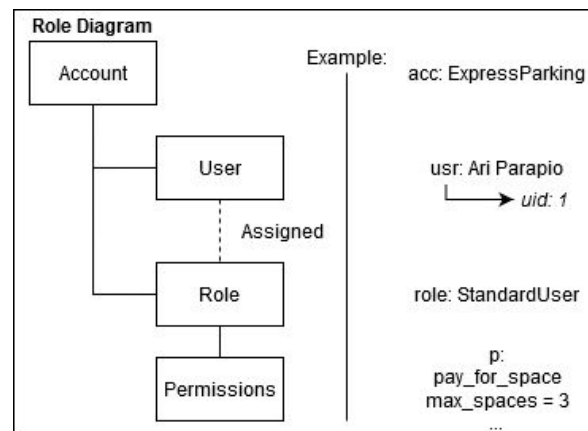 Role Diagram
Account
User
Assigned
Role
Permissions
Example:
acc: ExpressParking
usr: Ari Parapio
uid: 1
role: StandardUser
p:
pay_for_space
max_spaces = 3
...